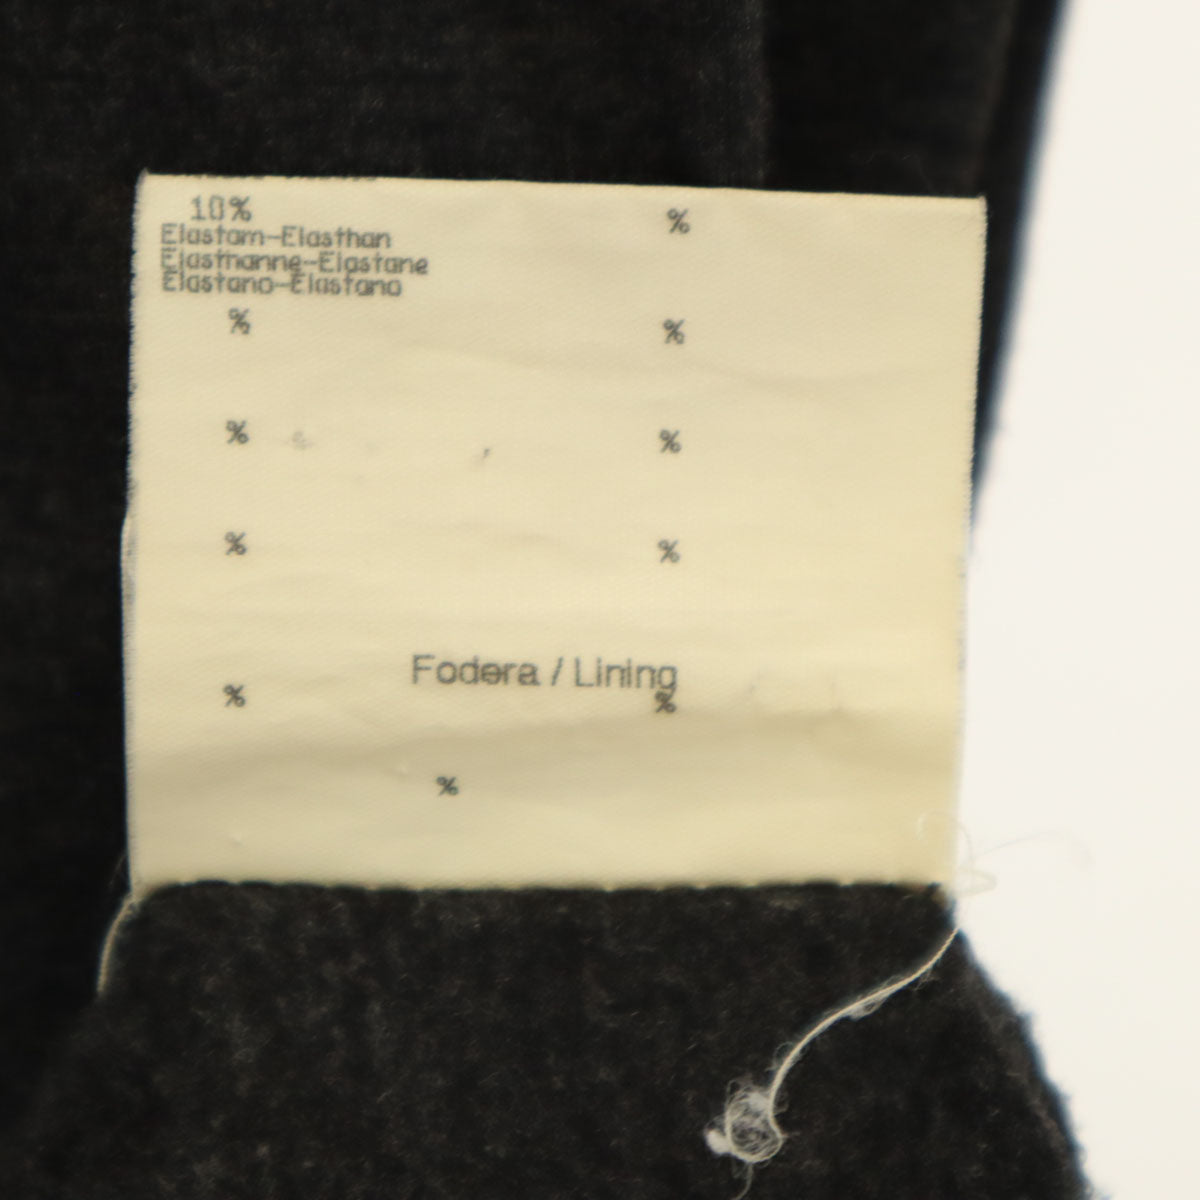 10% %
Elastam-Elasthan
Elasthanne-Elastane
Elastano-Elastano
% %
% %
% %
Fodera / Lining
% %
%